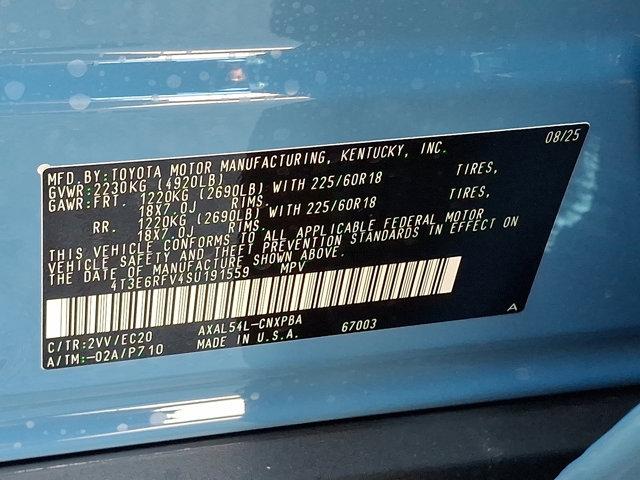 08/25
MFD. BY:TOYOTA MOTOR MANUFACTURING, KENTUCKY, INC.
GVWR:2230KG (4920LB)
GAWR:FRT. 1220KG (2690LB) WITH 225/60R18 TIRES,
18X7.0J RIMS.
RR. 1220KG (2690LB) WITH 225/60R18 TIRES,
18X7.0J RIMS.
THIS VEHICLE CONFORMS TO ALL APPLICABLE FEDERAL MOTOR
VEHICLE SAFETY AND THEFT PREVENTION STANDARDS IN EFFECT ON
THE DATE OF MANUFACTURE SHOWN ABOVE.
4T3E6RFV4SU191559 MPV
C/TR:2VV/EC20 AXAL54L-CNXPBA 67003 A
A/TM:-02A/P710 MADE IN U.S.A.